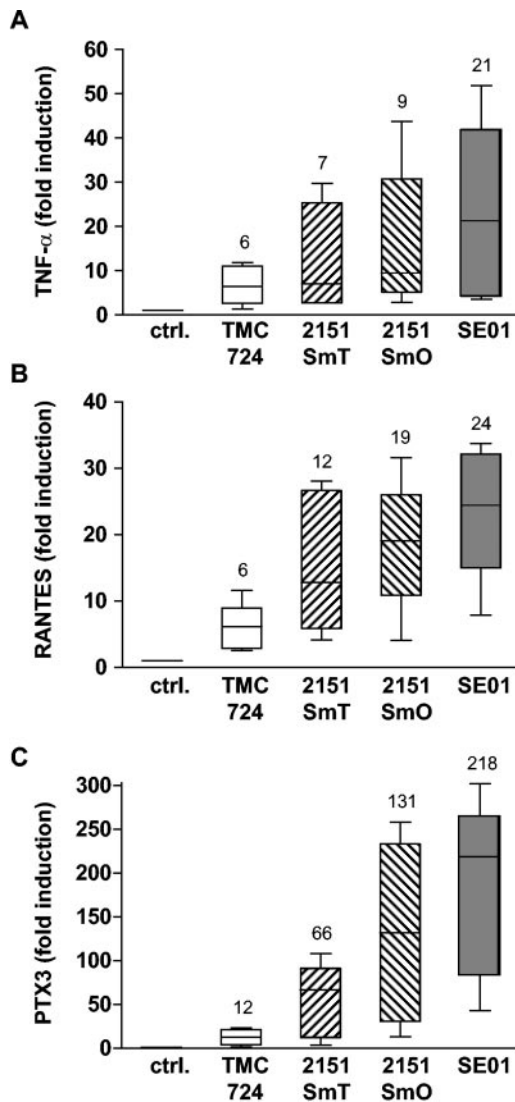 A
TNF-α (fold induction)
60
50
40
30
20
10
0
6
7
9
21
ctrl. TMC 2151 2151 SE01
724 SmT SmO
B
RANTES (fold induction)
40
30
20
10
0
6
12
19
24
ctrl. TMC 2151 2151 SE01
724 SmT SmO
C
PTX3 (fold induction)
300
250
200
150
100
50
0
12
66
131
218
ctrl. TMC 2151 2151 SE01
724 SmT SmO